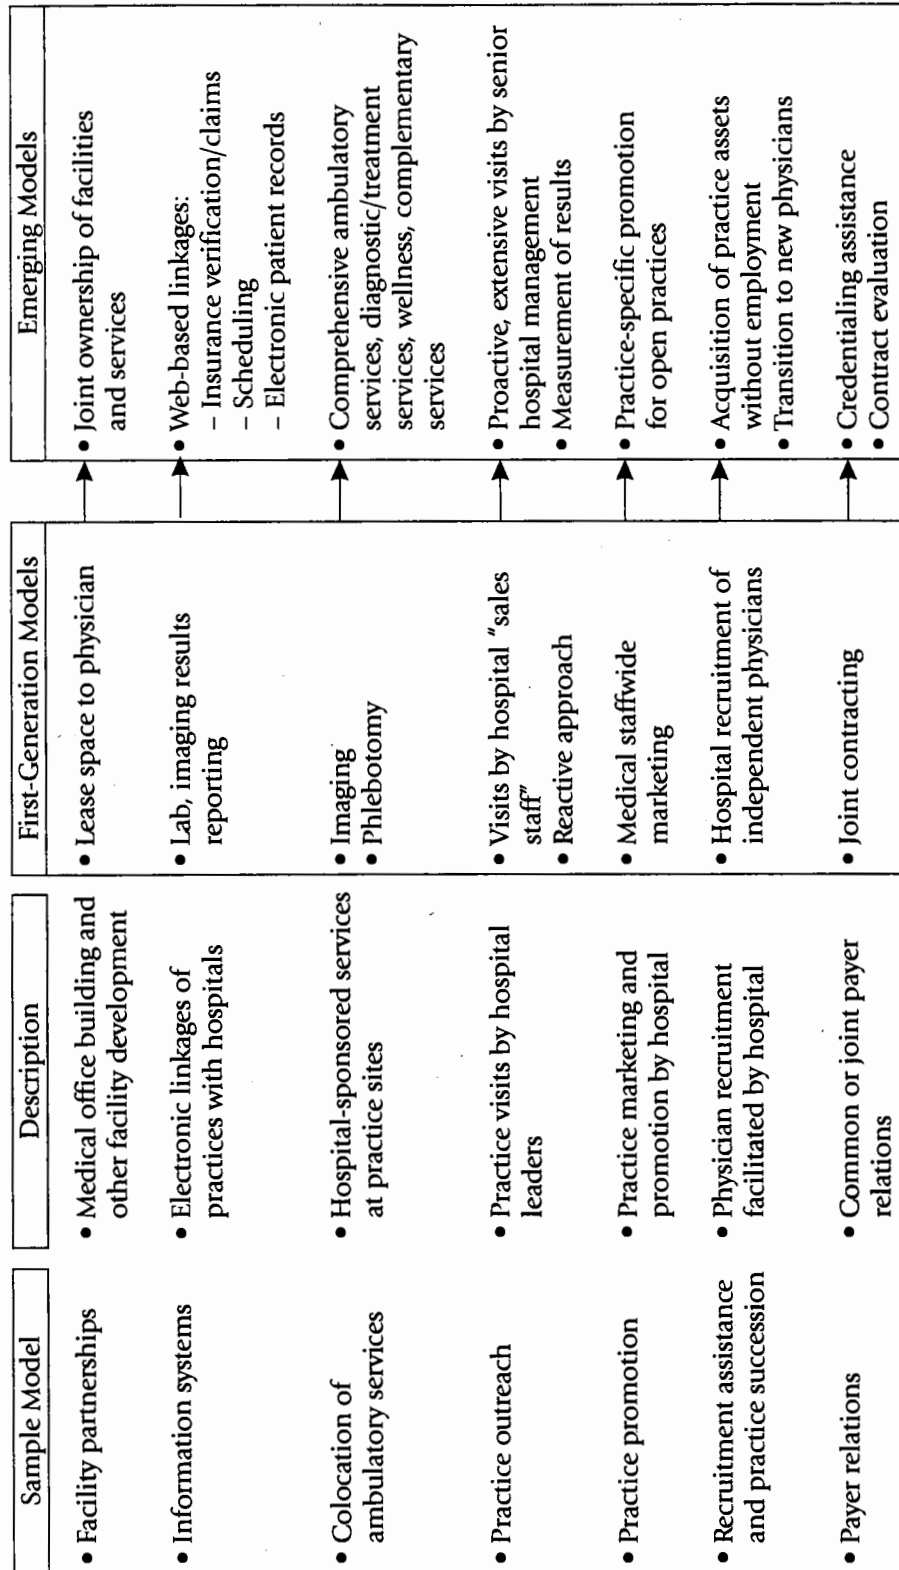 Sample Model
Description
First-Generation Models
Emerging Models
• Facility partnerships
• Medical office building and
other facility development
• Lease space to physician
• Joint ownership of facilities
and services
• Information systems
• Electronic linkages of
practices with hospitals
• Lab, imaging results
reporting
• Web-based linkages:
– Insurance verification/claims
– Scheduling
– Electronic patient records
• Colocation of
ambulatory services
• Hospital-sponsored services
at practice sites
• Imaging
• Phlebotomy
• Comprehensive ambulatory
services, diagnostic/treatment
services, wellness, complementary
services
• Practice outreach
• Practice visits by hospital
leaders
• Visits by hospital "sales
staff"
• Reactive approach
• Proactive, extensive visits by senior
hospital management
• Measurement of results
• Practice promotion
• Practice marketing and
promotion by hospital
• Medical staffwide
marketing
• Practice-specific promotion
for open practices
• Recruitment assistance
and practice succession
• Physician recruitment
facilitated by hospital
• Hospital recruitment of
independent physicians
• Acquisition of practice assets
without employment
• Transition to new physicians
• Payer relations
• Common or joint payer
relations
• Joint contracting
• Credentialing assistance
• Contract evaluation